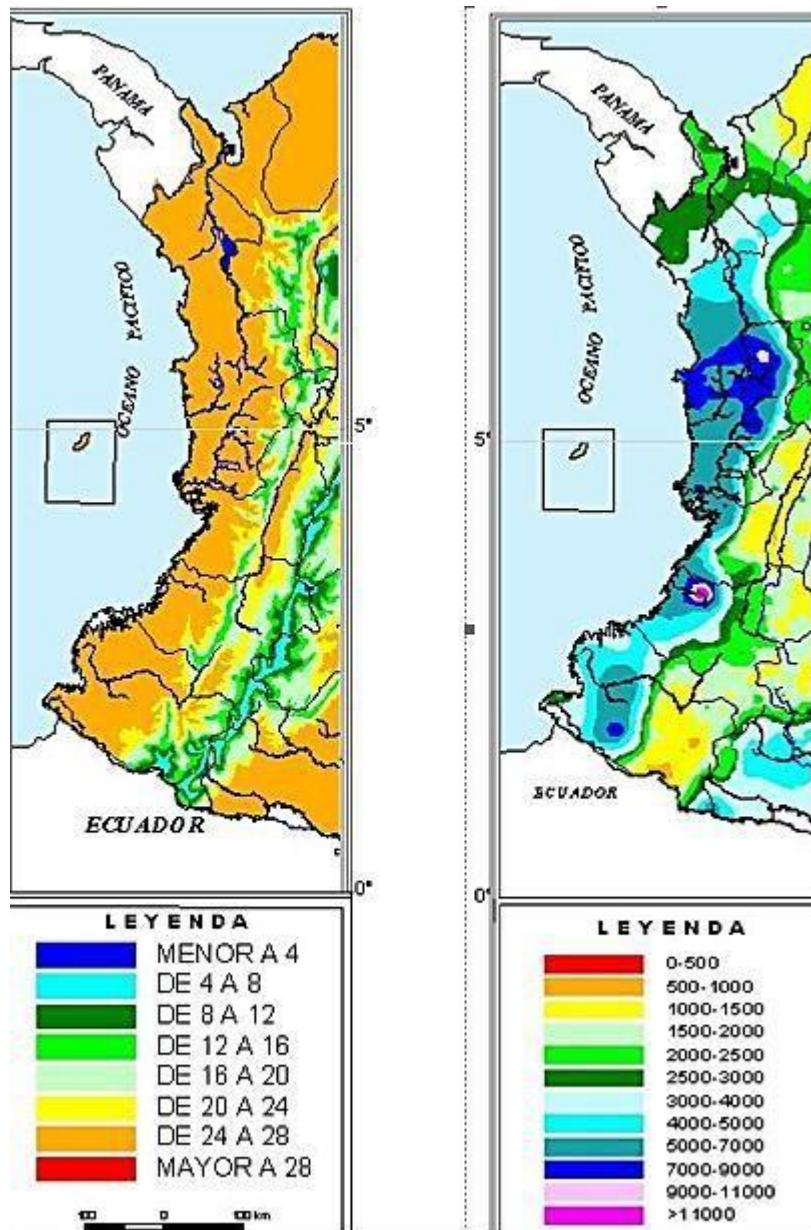 PANAMA
OCEANO PACIFICO
5°
ECUADOR
0°
LEYENDA
MENOR A 4
DE 4 A 8
DE 8 A 12
DE 12 A 16
DE 16 A 20
DE 20 A 24
DE 24 A 28
MAYOR A 28
100 0 100 km
PANAMA
OCEANO PACIFICO
5°
ECUADOR
0°
LEYENDA
0-500
500-1000
1000-1500
1500-2000
2000-2500
2500-3000
3000-4000
4000-5000
5000-7000
7000-9000
9000-11000
>11000